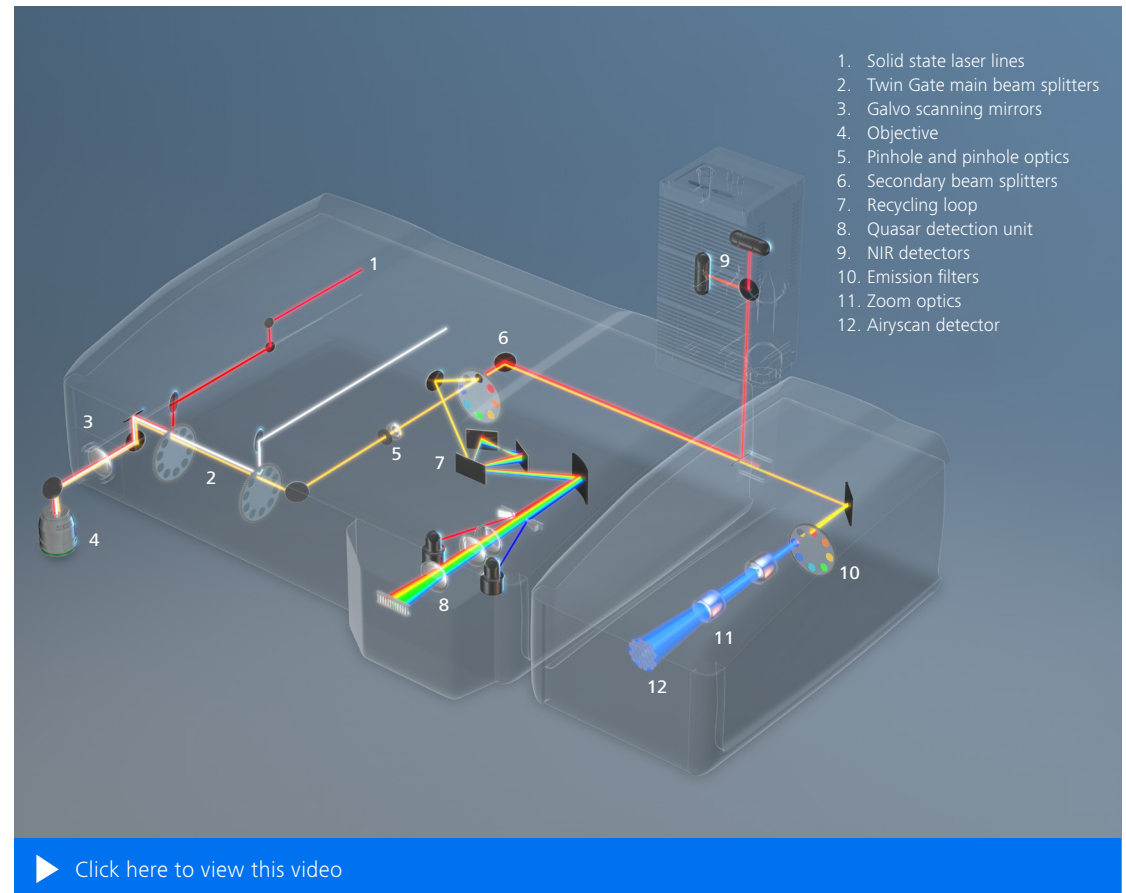 1. Solid state laser lines
2. Twin Gate main beam splitters
3. Galvo scanning mirrors
4. Objective
5. Pinhole and pinhole optics
6. Secondary beam splitters
7. Recycling loop
8. Quasar detection unit
9. NIR detectors
10. Emission filters
11. Zoom optics
12. Airyscan detector
9
1
6
3
5
7
2
4
10
8
11
12
Click here to view this video